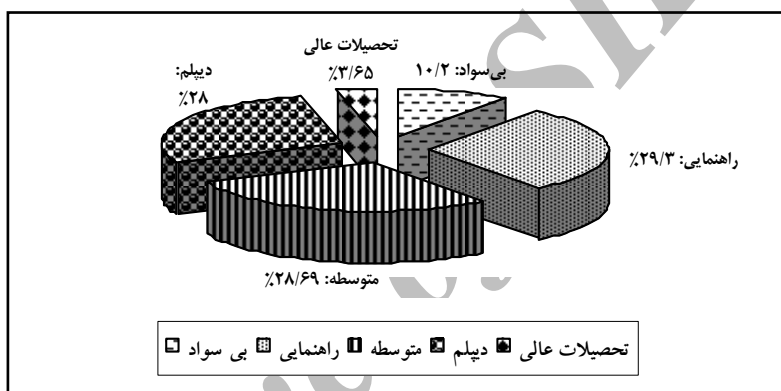 تحصیلات عالی
٪۳/۶۵
بی‌سواد: ۱۰/۲
دیپلم:
٪۲۸
راهنمایی: ٪۲۹/۳
متوسطه: ٪۲۸/۶۹
بی سواد راهنمایی متوسطه دیپلم تحصیلات عالی